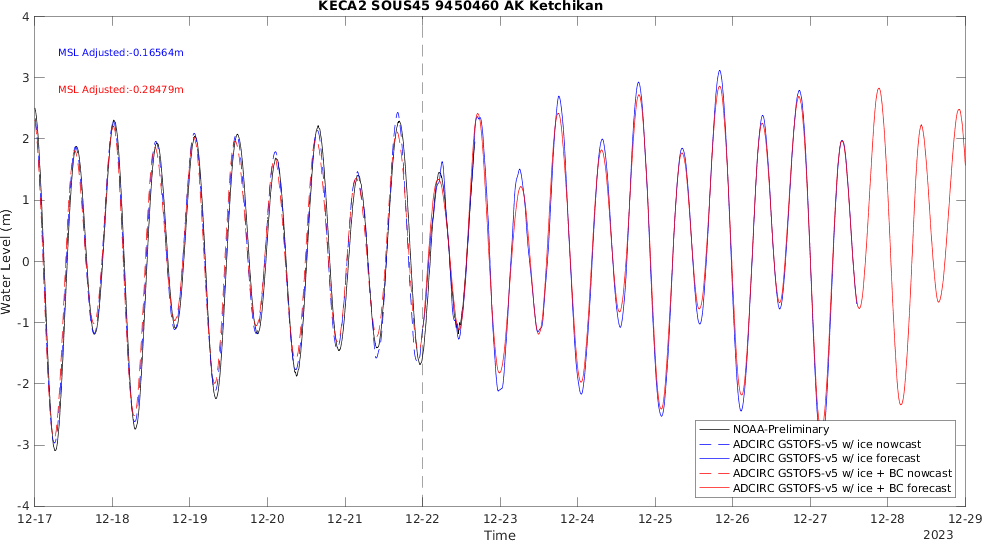 KECA2 SOUS45 9450460 AK Ketchikan
MSL Adjusted:-0.16564m
MSL Adjusted:-0.28479m
Water Level (m)
4
3
2
1
0
-1
-2
-3
-4
NOAA-Preliminary
ADCIRC GSTOFS-v5 w/ ice nowcast
ADCIRC GSTOFS-v5 w/ ice forecast
ADCIRC GSTOFS-v5 w/ ice + BC nowcast
ADCIRC GSTOFS-v5 w/ ice + BC forecast
12-17 12-18 12-19 12-20 12-21 12-22 12-23 12-24 12-25 12-26 12-27 12-28 12-29
Time
2023